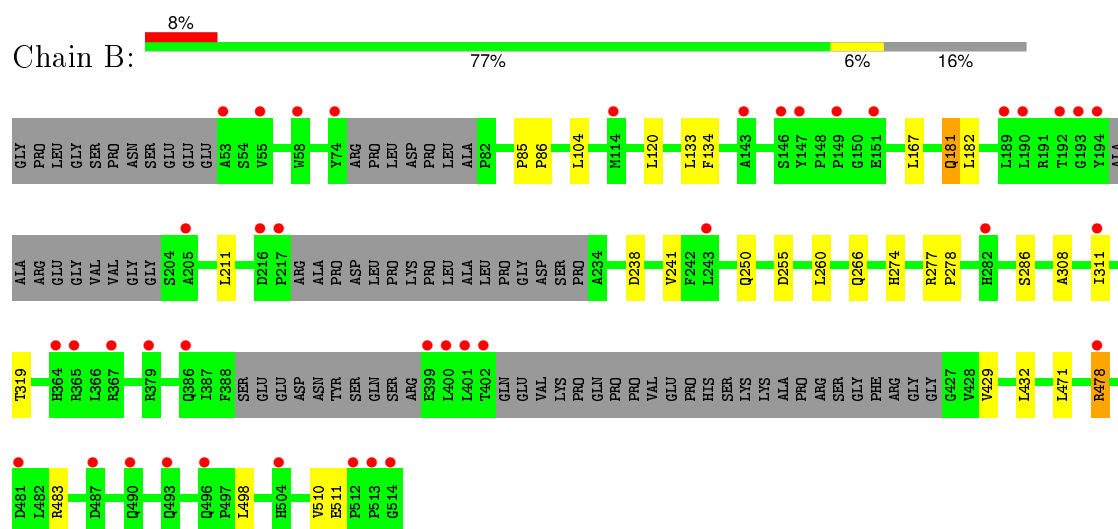 8%
Chain B:
77% 6% 16%
GLY PRO LEU GLY SER PRO ASN SER GLU GLU GLU A53 S54 V55 W58 Y74 ARG PRO LEU ASP PRO LEU ALA P82 P85 P86 L104 M114 L120 L133 F134 A143 S146 Y147 P148 P149 G150 E151 L167 Q181 L182 L189 L190 R191 T192 G193 Y194 ALA
ALA ARG GLU GLY GLY VAL VAL GLY GLY S204 A205 L211 D216 P217 ARG ALA PRO ASP LEU PRO LYS PRO LEU ALA LEU PRO GLY ASP SER PRO A234 D238 V241 F242 L243 Q250 D255 L260 Q266 H274 R277 P278 H282 S286 A308 I311
T319 H364 R365 L366 R367 R379 Q386 I387 F388 SER GLU GLU ASP ASN TYR SER GLN SER ARG E399 L400 L401 T402 GLN GLU VAL LYS PRO GLN PRO PRO VAL GLU PRO HIS SER LYS LYS ALA PRO ARG SER GLY PHE ARG GLY GLY G427 V428 V429 L432 L471 R478
D481 L482 R483 D487 Q490 Q493 Q496 P497 L498 H504 V510 E511 P512 P513 G514